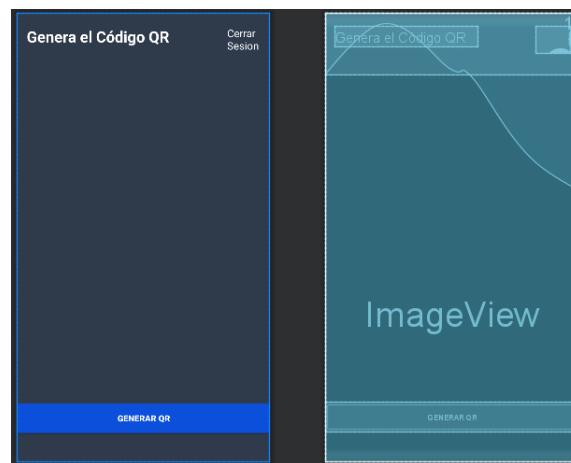 Genera el Código QR
Cerrar
Sesion
GENERAR QR
Genera el Código QR
ImageView
GENERAR QR